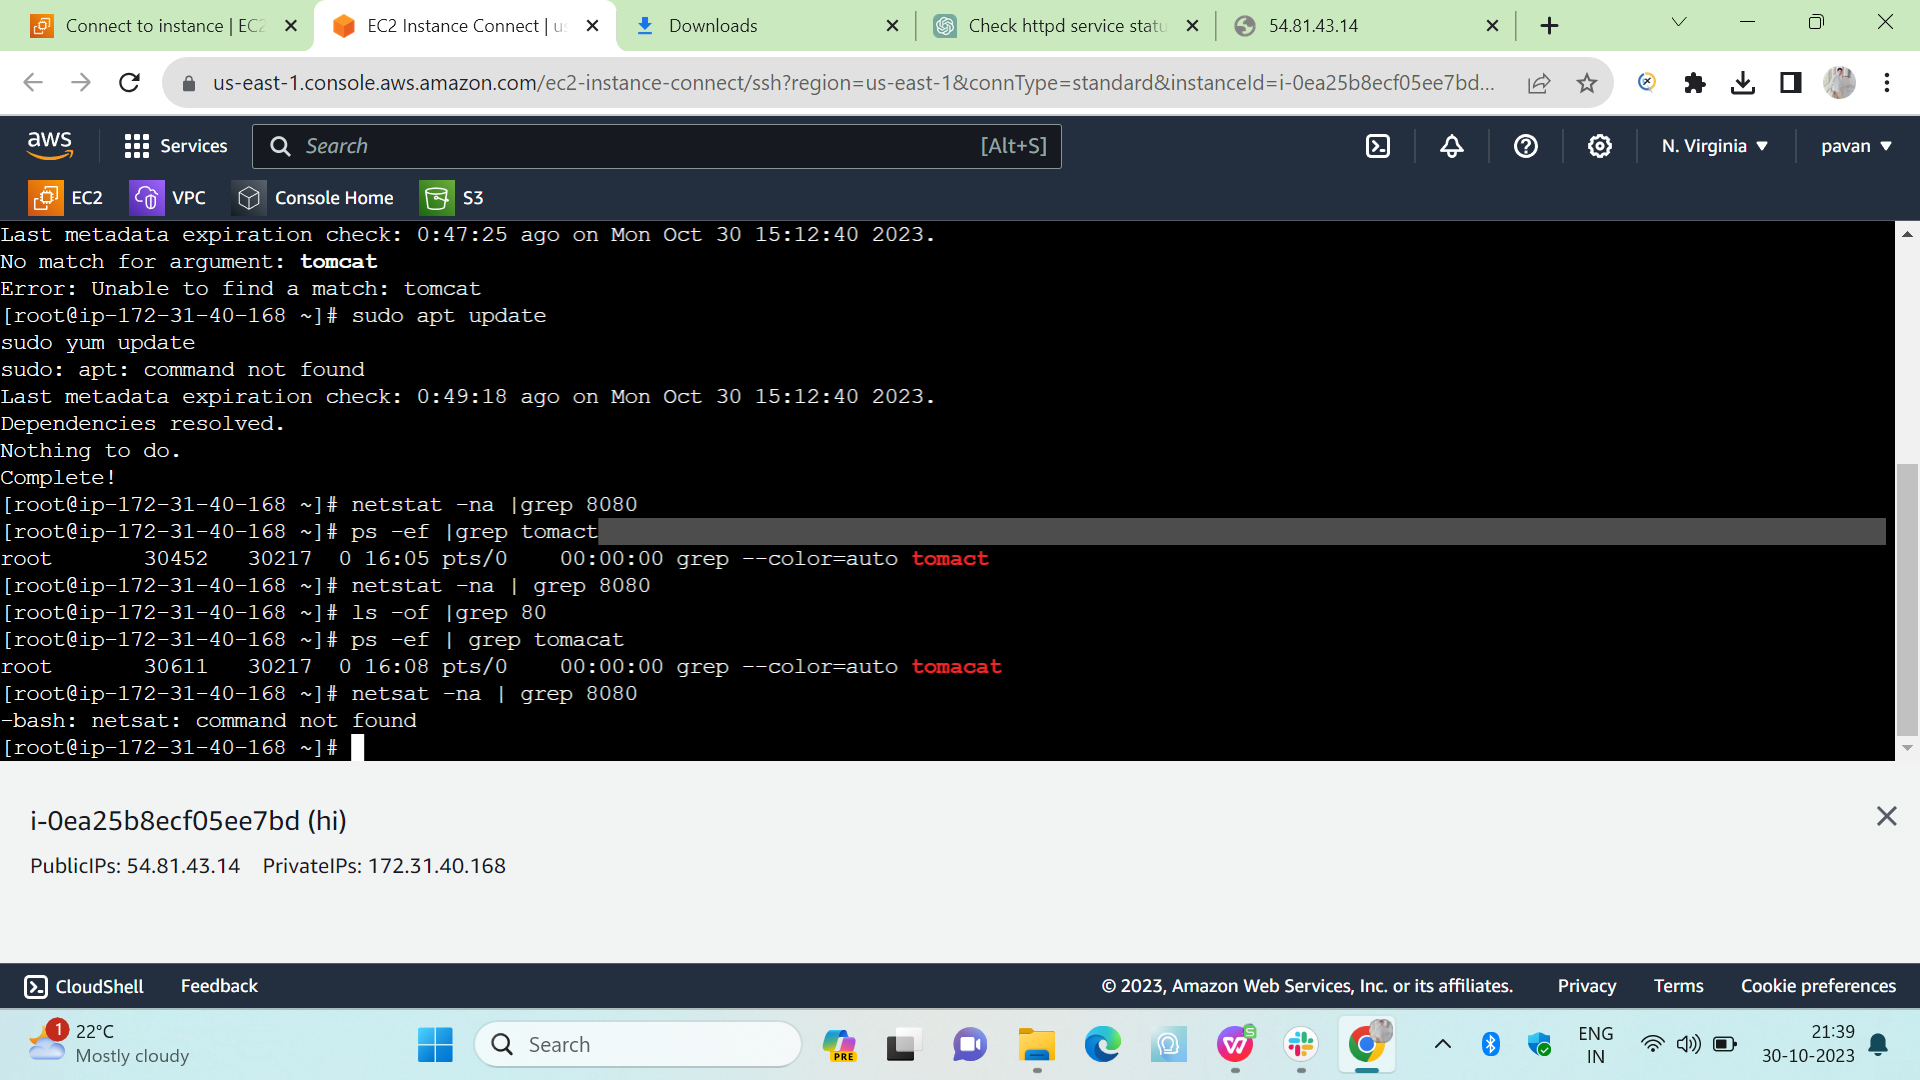 Connect to instance | EC2
EC2 Instance Connect | us
Downloads
Check httpd service statu
54.81.43.14
us-east-1.console.aws.amazon.com/ec2-instance-connect/ssh?region=us-east-1&connType=standard&instanceId=i-0ea25b8ecf05ee7bd...
aws
Services
Search
[Alt+S]
N. Virginia
pavan
EC2
VPC
Console Home
S3
Last metadata expiration check: 0:47:25 ago on Mon Oct 30 15:12:40 2023.
No match for argument: tomcat
Error: Unable to find a match: tomcat
[root@ip-172-31-40-168 ~]# sudo apt update
sudo yum update
sudo: apt: command not found
Last metadata expiration check: 0:49:18 ago on Mon Oct 30 15:12:40 2023.
Dependencies resolved.
Nothing to do.
Complete!
[root@ip-172-31-40-168 ~]# netstat -na |grep 8080
[root@ip-172-31-40-168 ~]# ps -ef |grep tomact
root       30452   30217  0 16:05 pts/0    00:00:00 grep --color=auto tomact
[root@ip-172-31-40-168 ~]# netstat -na | grep 8080
[root@ip-172-31-40-168 ~]# ls -of |grep 80
[root@ip-172-31-40-168 ~]# ps -ef | grep tomacat
root       30611   30217  0 16:08 pts/0    00:00:00 grep --color=auto tomacat
[root@ip-172-31-40-168 ~]# netsat -na | grep 8080
-bash: netsat: command not found
[root@ip-172-31-40-168 ~]#
i-0ea25b8ecf05ee7bd (hi)
PublicIPs: 54.81.43.14    PrivateIPs: 172.31.40.168
CloudShell
Feedback
© 2023, Amazon Web Services, Inc. or its affiliates.
Privacy
Terms
Cookie preferences
1
22°C
Mostly cloudy
Search
PRE
S
ENG
IN
21:39
30-10-2023